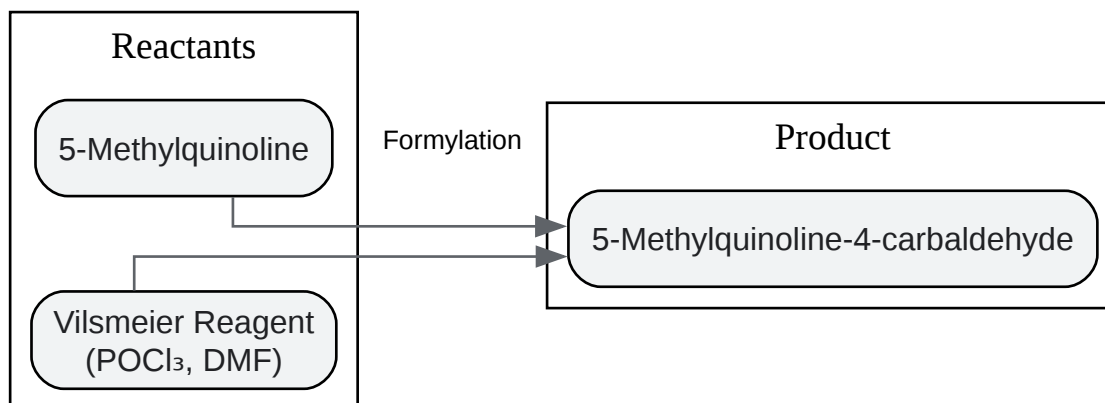 Reactants
5-Methylquinoline
Vilsmeier Reagent
(POCl₃, DMF)
Formylation
Product
5-Methylquinoline-4-carbaldehyde